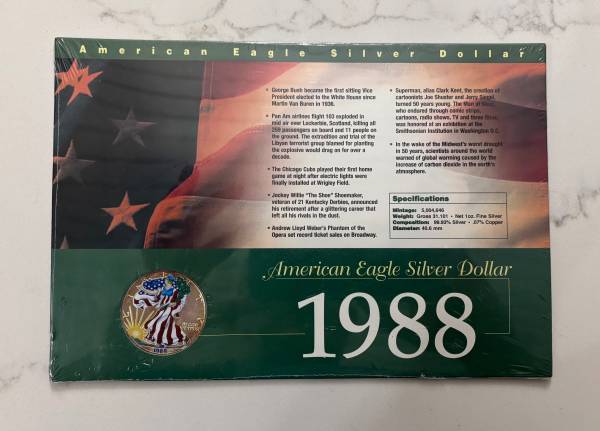 American Eagle Silver Dollar
• George Bush became the first sitting Vice
President elected to the White House since
Martin Van Buren in 1836.
• Pan Am airlines flight 103 exploded in
mid air over Lockerbie, Scotland, killing all
259 passengers on board and 11 people on
the ground. The extradition and trial of the
Libyan terrorist group blamed for planting
the explosive would drag on for over a
decade.
• The Chicago Cubs played their first home
game at night after electric lights were
finally installed at Wrigley Field.
• Jockey Willie "The Shoe" Shoemaker,
veteran of 21 Kentucky Derbies, announced
his retirement after a glittering career that
left all his rivals in the dust.
• Andrew Lloyd Weber's Phantom of the
Opera set record ticket sales on Broadway.
• Superman, alias Clark Kent, the creation of
cartoonists Joe Shuster and Jerry Siegel,
turned 50 years young. The Man of Steel,
who endured through comic strips,
cartoons, radio shows, TV and three films,
was honored at an exhibition at the
Smithsonian Institution in Washington D.C.
• In the wake of the Midwest's worst drought
in 50 years, scientists around the world
warned of global warming caused by the
increase of carbon dioxide in the earth's
atmosphere.
Specifications
Mintage: 5,004,646
Weight: Gross 31.101 • Net 1oz. Fine Silver
Composition: 99.93% Silver • .07% Copper
Diameter: 40.6 mm
American Eagle Silver Dollar
1988
1988